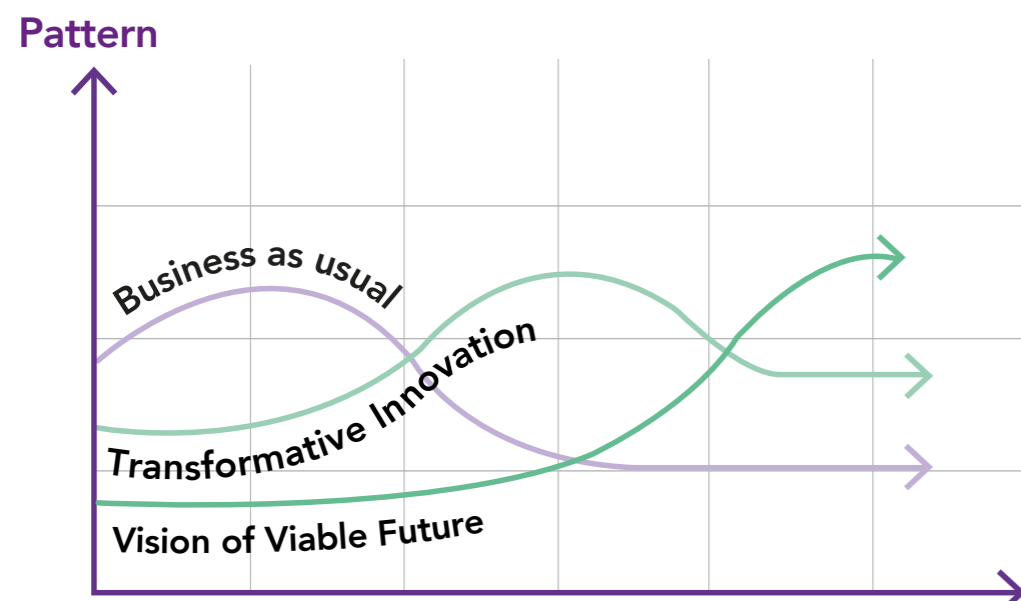 Pattern
Business as usual
Transformative Innovation
Vision of Viable Future